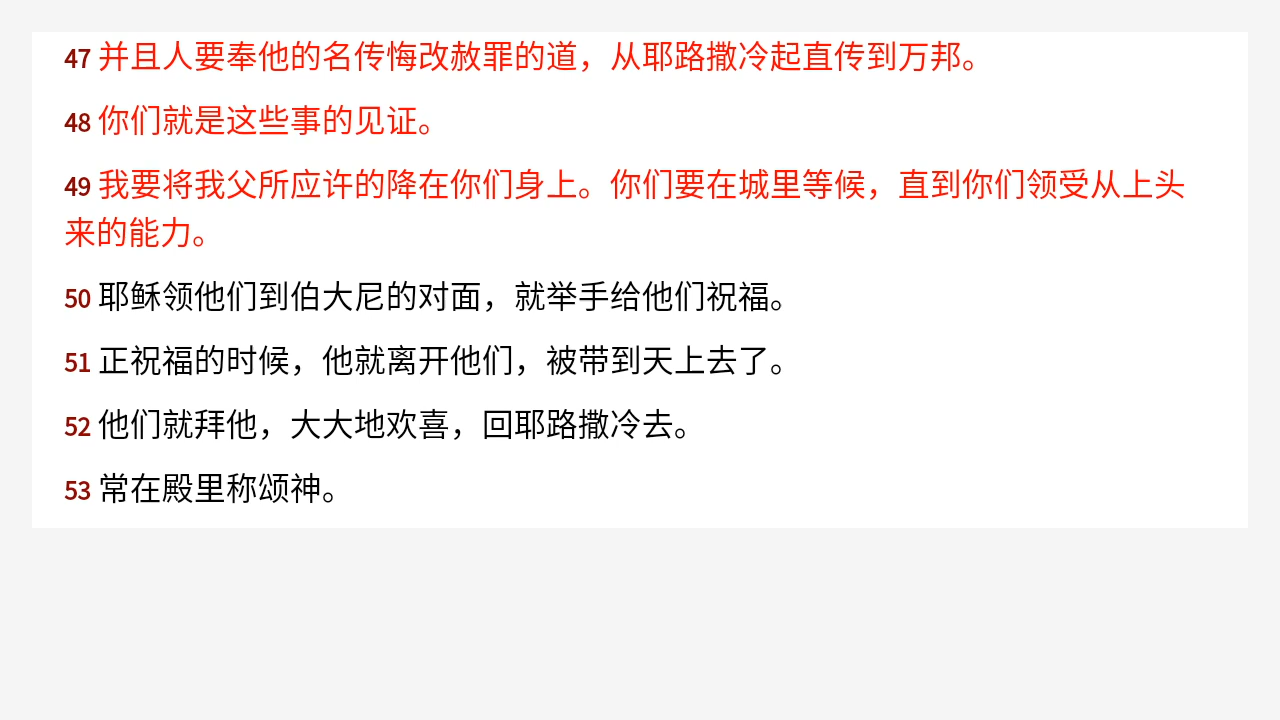 47 并且人要奉他的名传悔改赦罪的道，从耶路撒冷起直传到万邦。
48 你们就是这些事的见证。
49 我要将我父所应许的降在你们身上。你们要在城里等候，直到你们领受从上头
来的能力。
50 耶稣领他们到伯大尼的对面，就举手给他们祝福。
51 正祝福的时候，他就离开他们，被带到天上去了。
52 他们就拜他，大大地欢喜，回耶路撒冷去。
53 常在殿里称颂神。